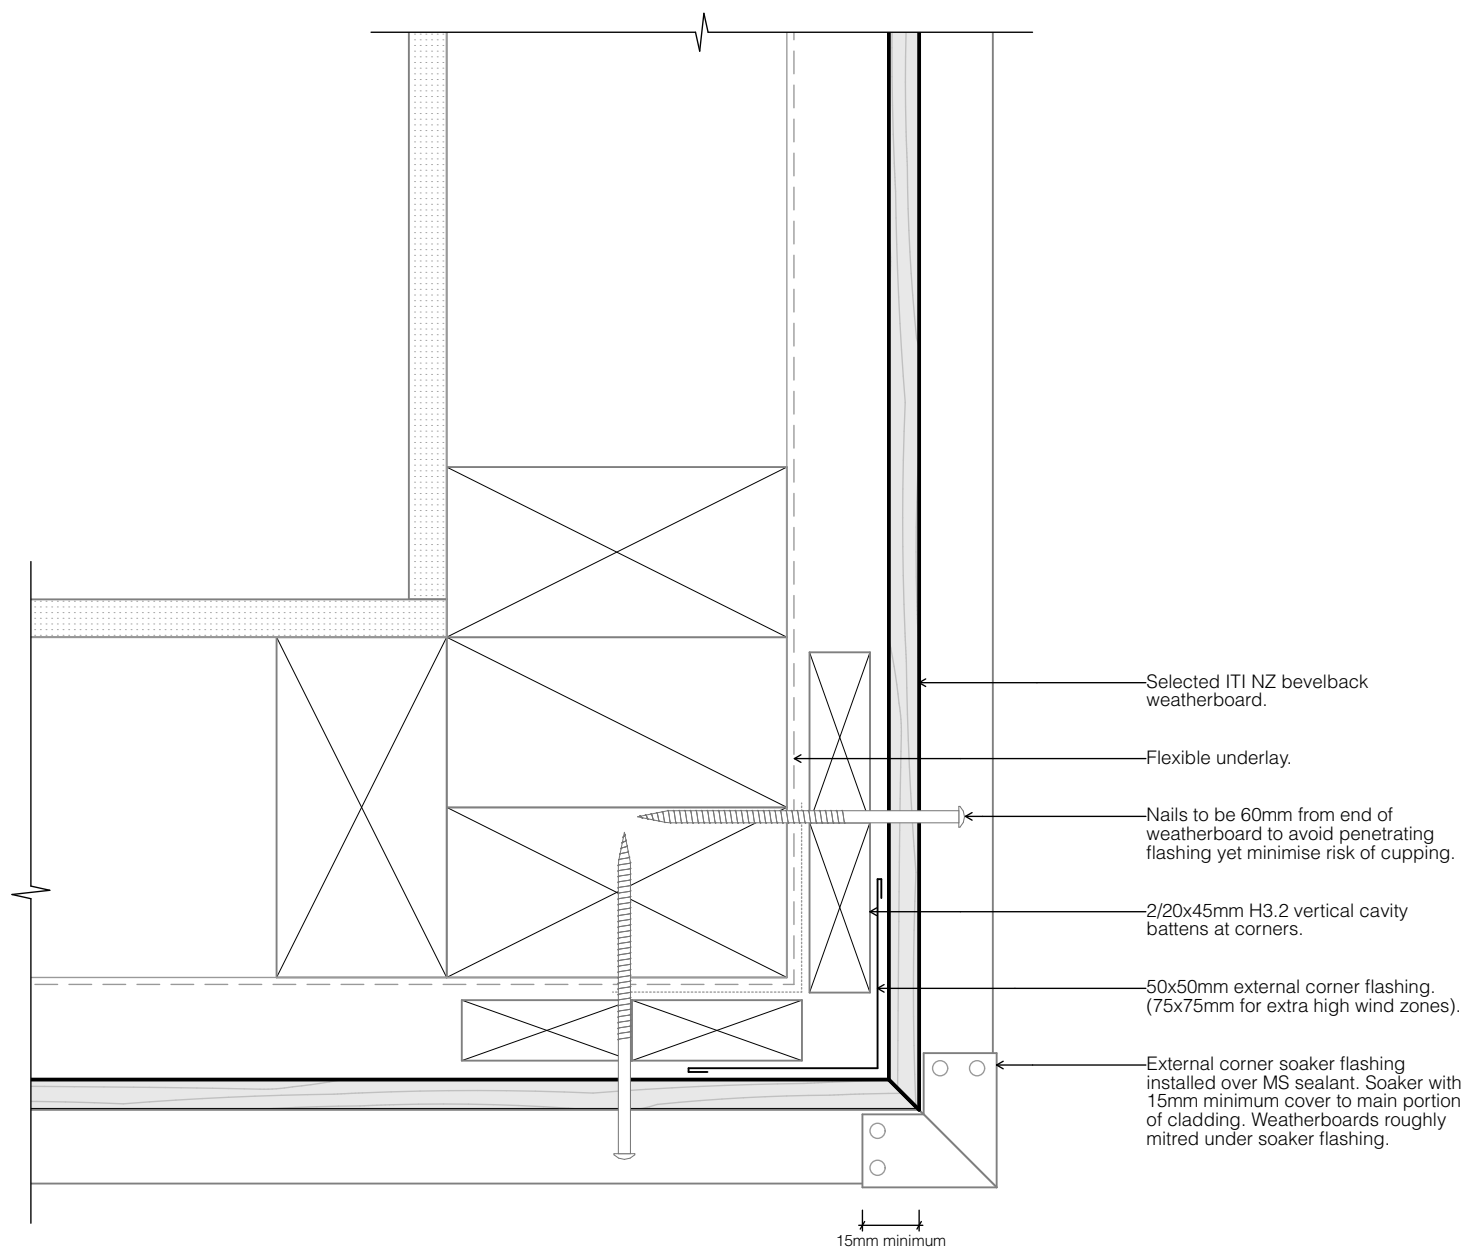 Selected ITI NZ bevelback
weatherboard.
Flexible underlay.
Nails to be 60mm from end of
weatherboard to avoid penetrating
flashing yet minimise risk of cupping.
2/20x45mm H3.2 vertical cavity
battens at corners.
50x50mm external corner flashing.
(75x75mm for extra high wind zones).
External corner soaker flashing
installed over MS sealant. Soaker with
15mm minimum cover to main portion
of cladding. Weatherboards roughly
mitred under soaker flashing.
15mm minimum